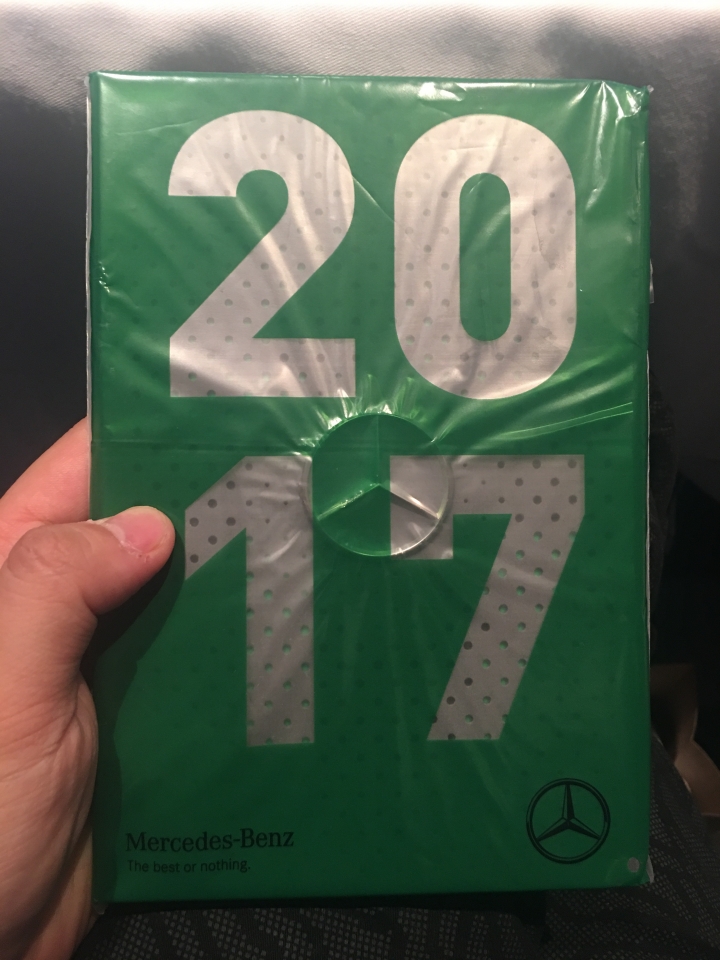 20
17
Mercedes-Benz
The best or nothing.